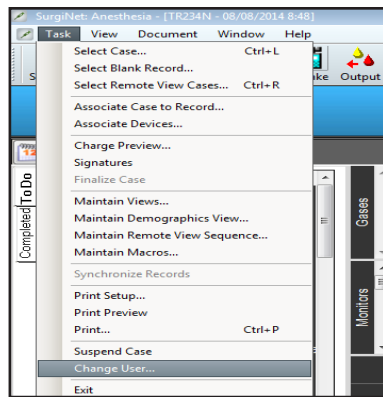 SurgiNet: Anesthesia - [TR234N - 08/08/2014 8:48]
Task View Document Window Help
Select Case... Ctrl+L
Select Blank Record...
Select Remote View Cases... Ctrl+R
Output
Associate Case to Record...
Associate Devices...
Charge Preview...
Signatures
Finalize Case
Completed
To Do
Maintain Views...
Maintain Demographics View...
Maintain Remote View Sequence...
Maintain Macros...
Gases
Synchronize Records
Print Setup...
Print Preview
Print... Ctrl+P
Monitors
Suspend Case
Change User...
Exit